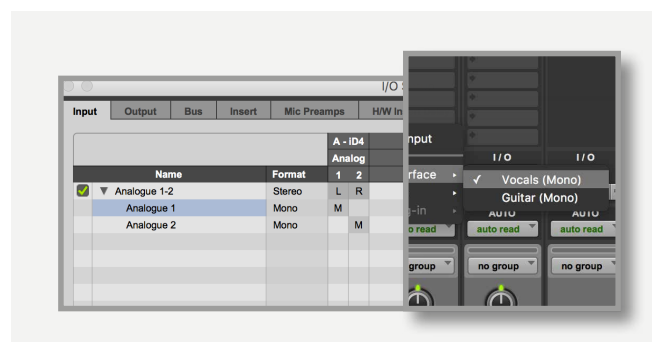 I/O
Input Output Bus Insert Mic Preamps H/W In
A - iD4
Analog
Name Format 1 2
Analogue 1-2 Stereo L R
Analogue 1 Mono M
Analogue 2 Mono M
nput
I/O I/O
rface ✓ Vocals (Mono)
Guitar (Mono)
g-in
AUTO AUTO
o read auto read auto read
group no group no group